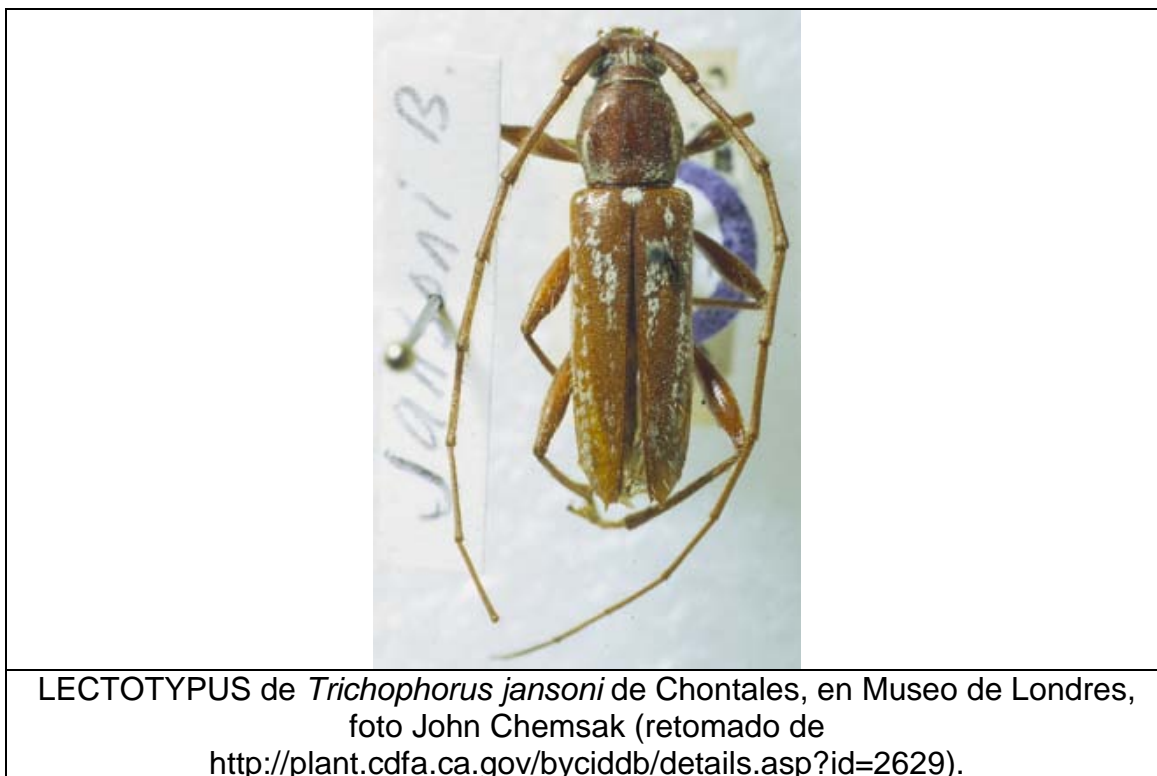 Jansoni B.
LECTOTYPUS de Trichophorus jansoni de Chontales, en Museo de Londres,
foto John Chemsak (retomado de
http://plant.cdfa.ca.gov/byciddb/details.asp?id=2629).